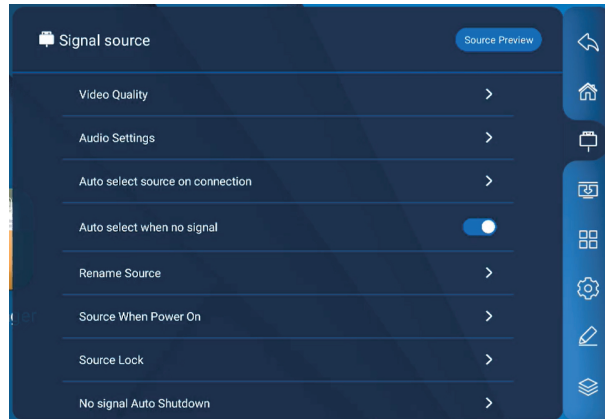 Signal source
Source Preview
Video Quality
Audio Settings
Auto select source on connection
Auto select when no signal
Rename Source
Source When Power On
Source Lock
No signal Auto Shutdown